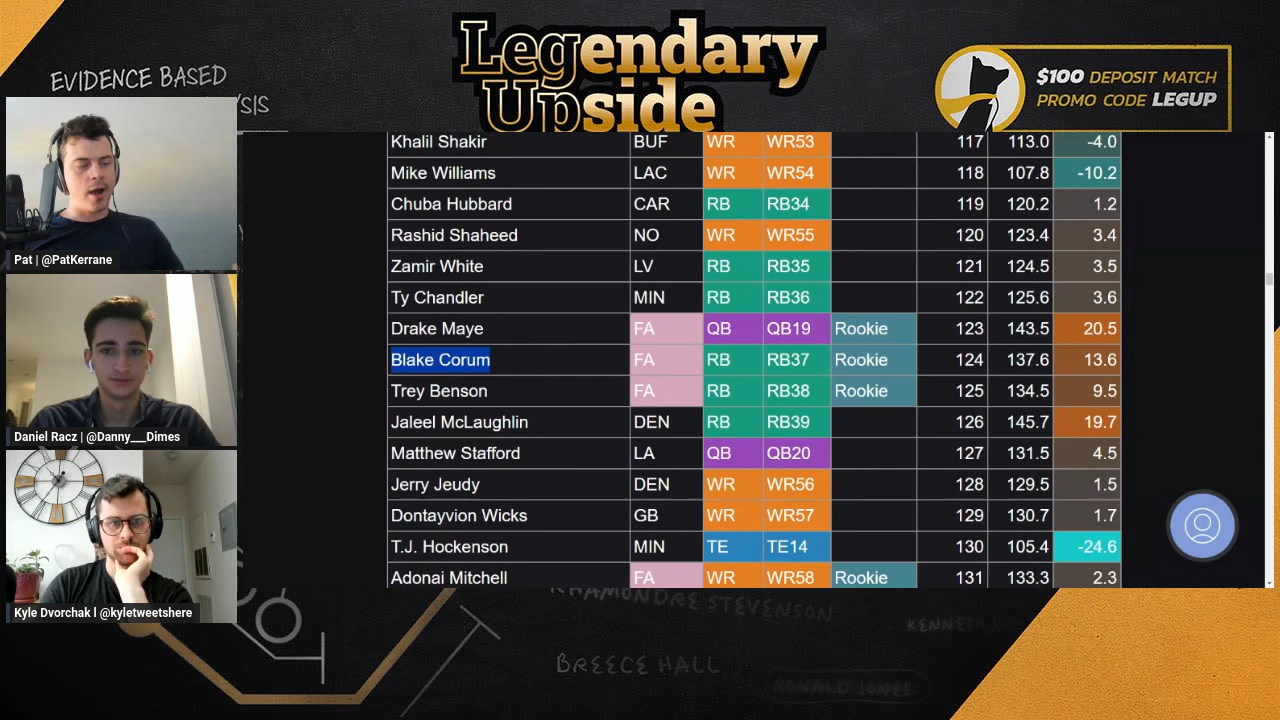 EVIDENCE BASED
YSIS
Legendary
Upside
$100 DEPOSIT MATCH
PROMO CODE LEGUP
Khalil Shakir BUF WR WR53 117 113.0 -4.0
Mike Williams LAC WR WR54 118 107.8 -10.2
Chuba Hubbard CAR RB RB34 119 120.2 1.2
Rashid Shaheed NO WR WR55 120 123.4 3.4
Zamir White LV RB RB35 121 124.5 3.5
Ty Chandler MIN RB RB36 122 125.6 3.6
Drake Maye FA QB QB19 Rookie 123 143.5 20.5
Blake Corum FA RB RB37 Rookie 124 137.6 13.6
Trey Benson FA RB RB38 Rookie 125 134.5 9.5
Jaleel McLaughlin DEN RB RB39 126 145.7 19.7
Matthew Stafford LA QB QB20 127 131.5 4.5
Jerry Jeudy DEN WR WR56 128 129.5 1.5
Dontayvion Wicks GB WR WR57 129 130.7 1.7
T.J. Hockenson MIN TE TE14 130 105.4 -24.6
Adonai Mitchell FA WR WR58 Rookie 131 133.3 2.3
Pat | @PatKerrane
Daniel Racz | @Danny___Dimes
Kyle Dvorchak l @kyletweetshere
RHAMONDRE STEVENSON
KENNETH
BREECE HALL
RONALD JONES